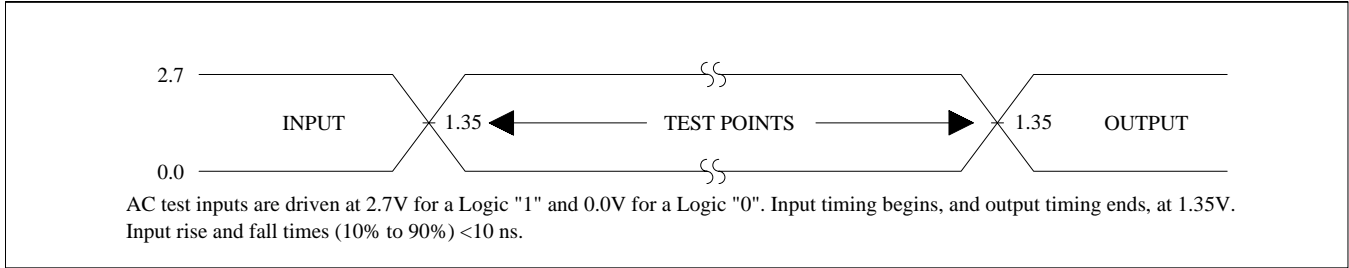 2.7
INPUT 1.35 TEST POINTS 1.35 OUTPUT
0.0
AC test inputs are driven at 2.7V for a Logic "1" and 0.0V for a Logic "0". Input timing begins, and output timing ends, at 1.35V.
Input rise and fall times (10% to 90%) <10 ns.